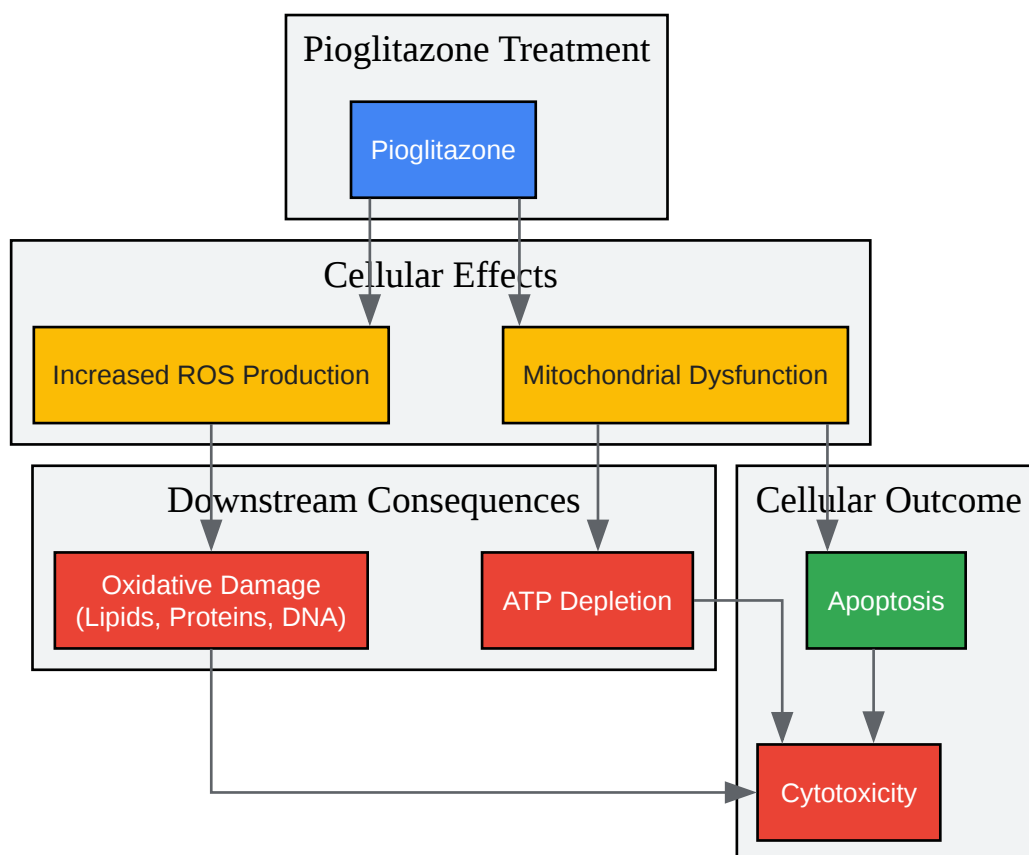 Pioglitazone Treatment
Pioglitazone
Cellular Effects
Increased ROS Production
Mitochondrial Dysfunction
Downstream Consequences
Cellular Outcome
Oxidative Damage
(Lipids, Proteins, DNA)
ATP Depletion
Apoptosis
Cytotoxicity